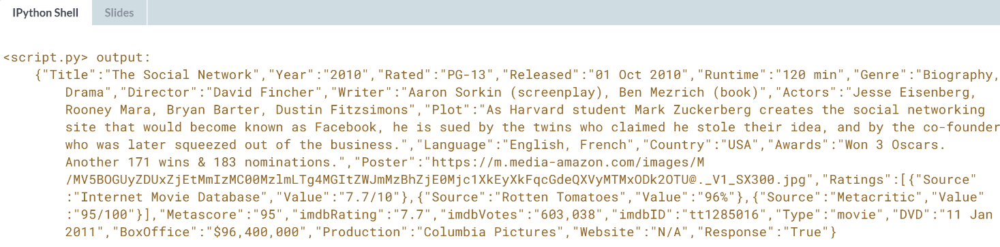 IPython Shell Slides
<script.py> output:
{"Title":"The Social Network","Year":"2010","Rated":"PG-13","Released":"01 Oct 2010","Runtime":"120 min","Genre":"Biography,
Drama","Director":"David Fincher","Writer":"Aaron Sorkin (screenplay), Ben Mezrich (book)","Actors":"Jesse Eisenberg,
Rooney Mara, Bryan Barter, Dustin Fitzsimons","Plot":"As Harvard student Mark Zuckerberg creates the social networking
site that would become known as Facebook, he is sued by the twins who claimed he stole their idea, and by the co-founder
who was later squeezed out of the business.","Language":"English, French","Country":"USA","Awards":"Won 3 Oscars.
Another 171 wins & 183 nominations.","Poster":"https://m.media-amazon.com/images/M
/MV5BOGUyZDUxZjEtMmIzMC00MzlmLTg4MGItZWJmMzBhZjE0Mjc1XkEyXkFqcGdeQXVyMTMxODk2OTU@._V1_SX300.jpg","Ratings":[{"Source"
:"Internet Movie Database","Value":"7.7/10"},{"Source":"Rotten Tomatoes","Value":"96%"},{"Source":"Metacritic","Value"
:"95/100"}],"Metascore":"95","imdbRating":"7.7","imdbVotes":"603,038","imdbID":"tt1285016","Type":"movie","DVD":"11 Jan
2011","BoxOffice":"$96,400,000","Production":"Columbia Pictures","Website":"N/A","Response":"True"}